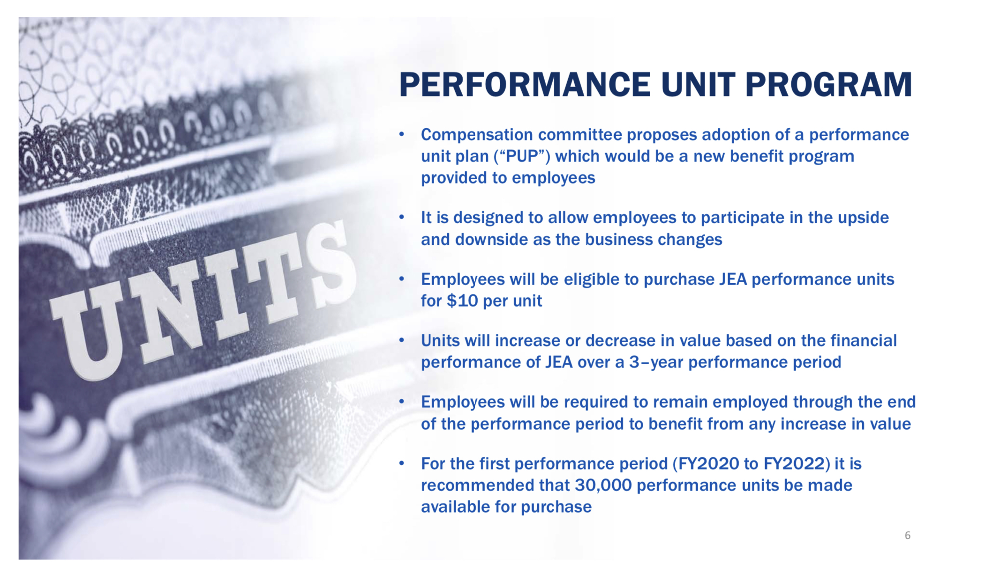 UNITS
PERFORMANCE UNIT PROGRAM
• Compensation committee proposes adoption of a performance
unit plan (“PUP”) which would be a new benefit program
provided to employees
• It is designed to allow employees to participate in the upside
and downside as the business changes
• Employees will be eligible to purchase JEA performance units
for $10 per unit
• Units will increase or decrease in value based on the financial
performance of JEA over a 3–year performance period
• Employees will be required to remain employed through the end
of the performance period to benefit from any increase in value
• For the first performance period (FY2020 to FY2022) it is
recommended that 30,000 performance units be made
available for purchase
6